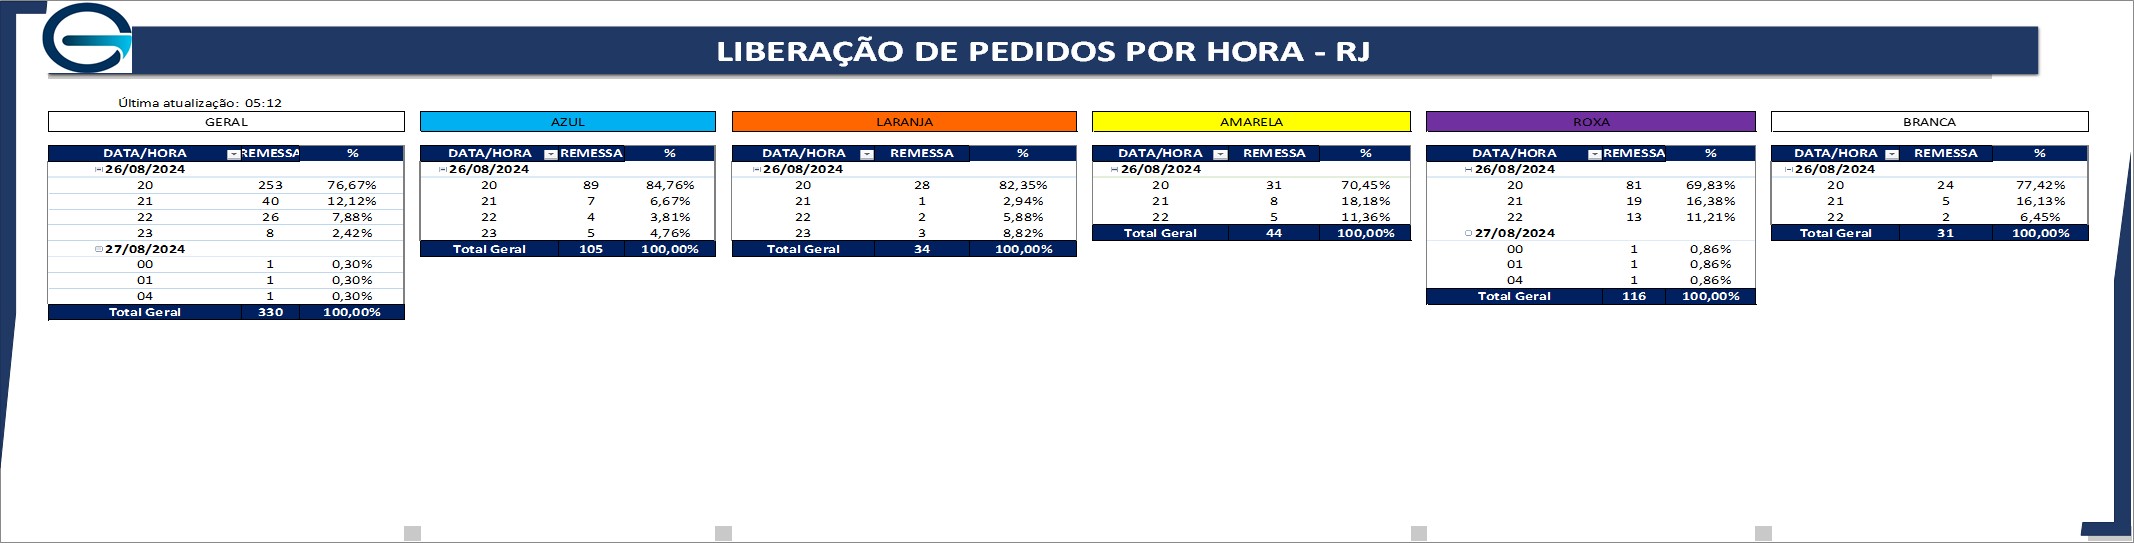 LIBERAÇÃO DE PEDIDOS POR HORA - RJ
Última atualização: 05:12
GERAL
DATA/HORA REMESSA %
26/08/2024
20 253 76,67%
21 40 12,12%
22 26 7,88%
23 8 2,42%
27/08/2024
00 1 0,30%
01 1 0,30%
04 1 0,30%
Total Geral 330 100,00%
AZUL
DATA/HORA REMESSA %
26/08/2024
20 89 84,76%
21 7 6,67%
22 4 3,81%
23 5 4,76%
Total Geral 105 100,00%
LARANJA
DATA/HORA REMESSA %
26/08/2024
20 28 82,35%
21 1 2,94%
22 2 5,88%
23 3 8,82%
Total Geral 34 100,00%
AMARELA
DATA/HORA REMESSA %
26/08/2024
20 31 70,45%
21 8 18,18%
22 5 11,36%
Total Geral 44 100,00%
ROXA
DATA/HORA REMESSA %
26/08/2024
20 81 69,83%
21 19 16,38%
22 13 11,21%
27/08/2024
00 1 0,86%
01 1 0,86%
04 1 0,86%
Total Geral 116 100,00%
BRANCA
DATA/HORA REMESSA %
26/08/2024
20 24 77,42%
21 5 16,13%
22 2 6,45%
Total Geral 31 100,00%